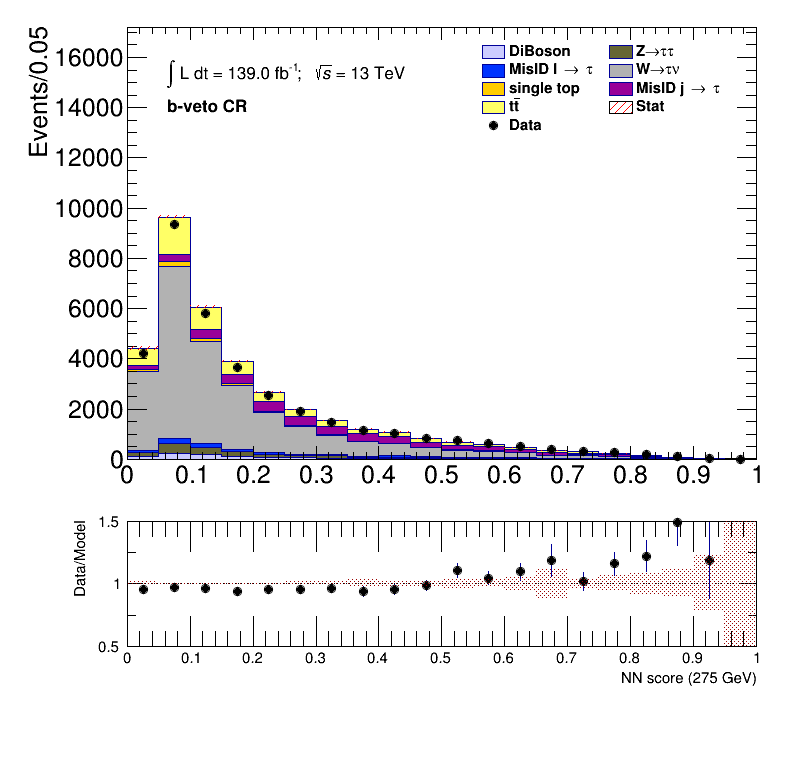 Events/0.05
16000
14000
12000
10000
8000
6000
4000
2000
0
∫ L dt = 139.0 fb⁻¹; √s = 13 TeV
b-veto CR
DiBoson
MisID l → τ
single top
tt̄
Data
Z→ττ
W→τν
MisID j → τ
Stat
0 0.1 0.2 0.3 0.4 0.5 0.6 0.7 0.8 0.9 1
Data/Model
1.5
1
0.5
0 0.1 0.2 0.3 0.4 0.5 0.6 0.7 0.8 0.9 1
NN score (275 GeV)